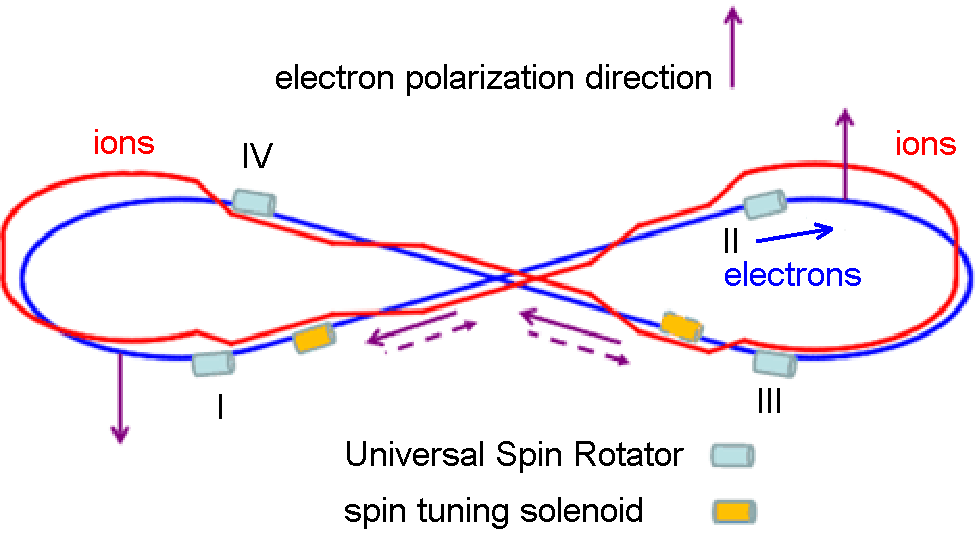 electron polarization direction
ions
IV
ions
II
electrons
I
III
Universal Spin Rotator
spin tuning solenoid